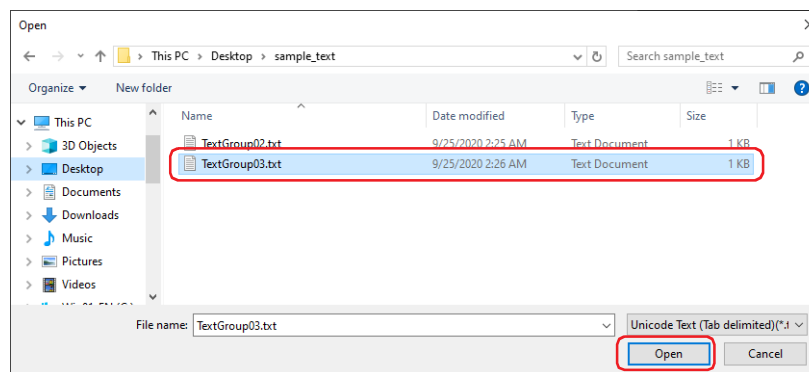 Open
This PC > Desktop > sample_text
Search sample_text
Organize
New folder
Name
Date modified
Type
Size
This PC
3D Objects
Desktop
Documents
Downloads
Music
Pictures
Videos
TextGroup02.txt 9/25/2020 2:25 AM Text Document 1 KB
TextGroup03.txt 9/25/2020 2:26 AM Text Document 1 KB
File name: TextGroup03.txt
Unicode Text (Tab delimited)(*.t
Open
Cancel